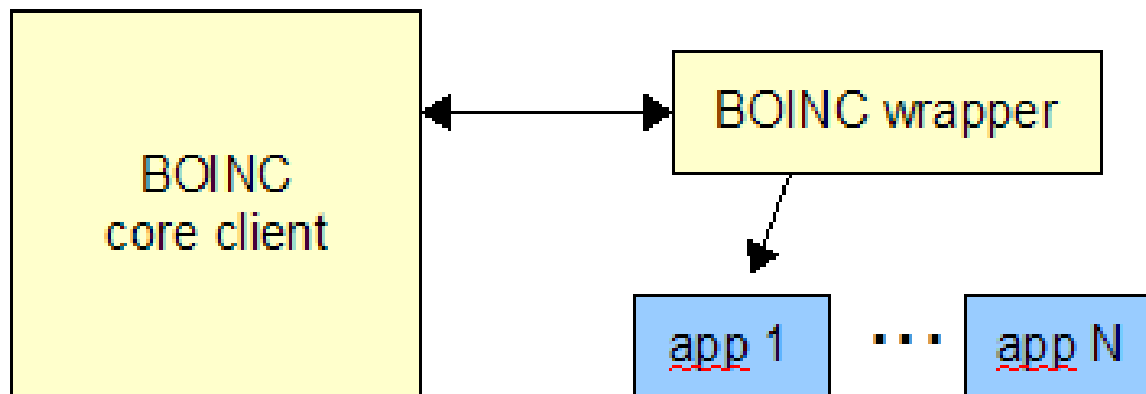 BOINC
core client
BOINC wrapper
app 1
...
app N